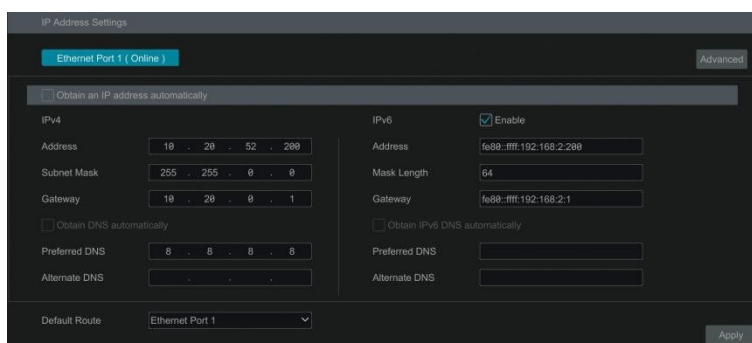 IP Address Settings
Ethernet Port 1 ( Online )
Advanced
Obtain an IP address automatically
IPv4
IPv6
Enable
Address
10 . 20 . 52 . 200
Address
fe80::ffff:192:168:2:200
Subnet Mask
255 . 255 . 0 . 0
Mask Length
64
Gateway
10 . 20 . 0 . 1
Gateway
fe80::ffff:192:168:2:1
Obtain DNS automatically
Obtain IPv6 DNS automatically
Preferred DNS
8 . 8 . 8 . 8
Preferred DNS
Alternate DNS
. . .
Alternate DNS
Default Route
Ethernet Port 1
Apply